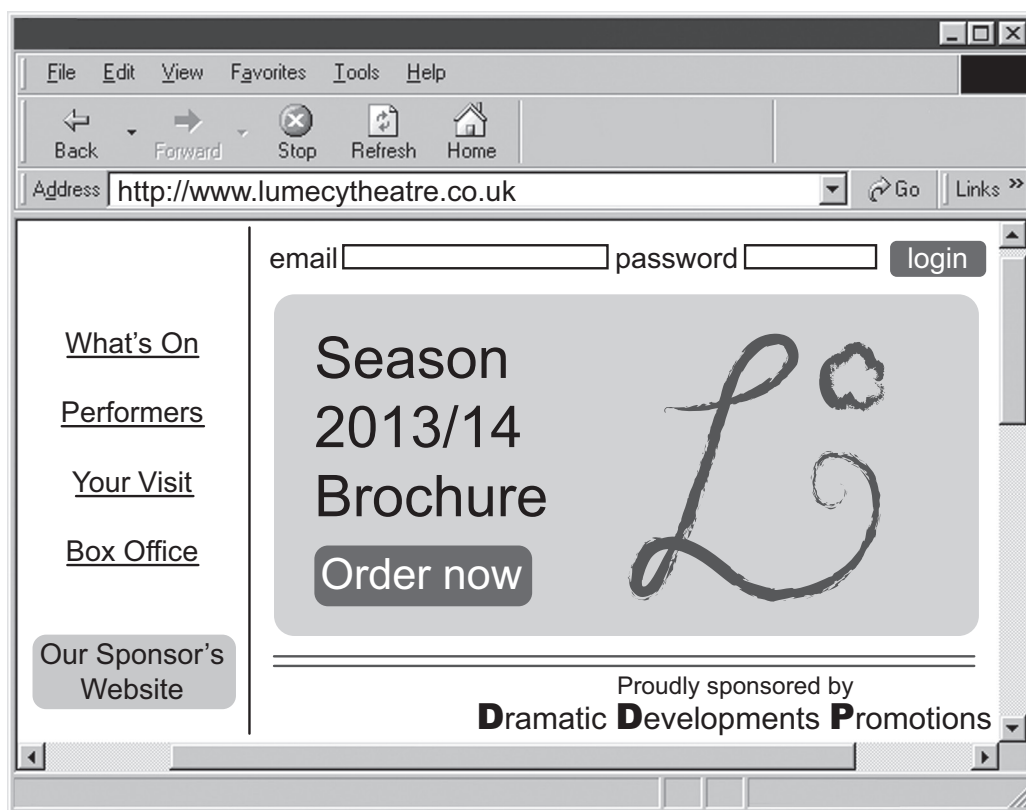 File Edit View Favorites Tools Help
Back Forward Stop Refresh Home
Address http://www.lumecytheatre.co.uk Go Links »
email password login
What's On
Performers
Your Visit
Box Office
Our Sponsor's
Website
Season
2013/14
Brochure
Order now
Li
Proudly sponsored by
Dramatic Developments Promotions